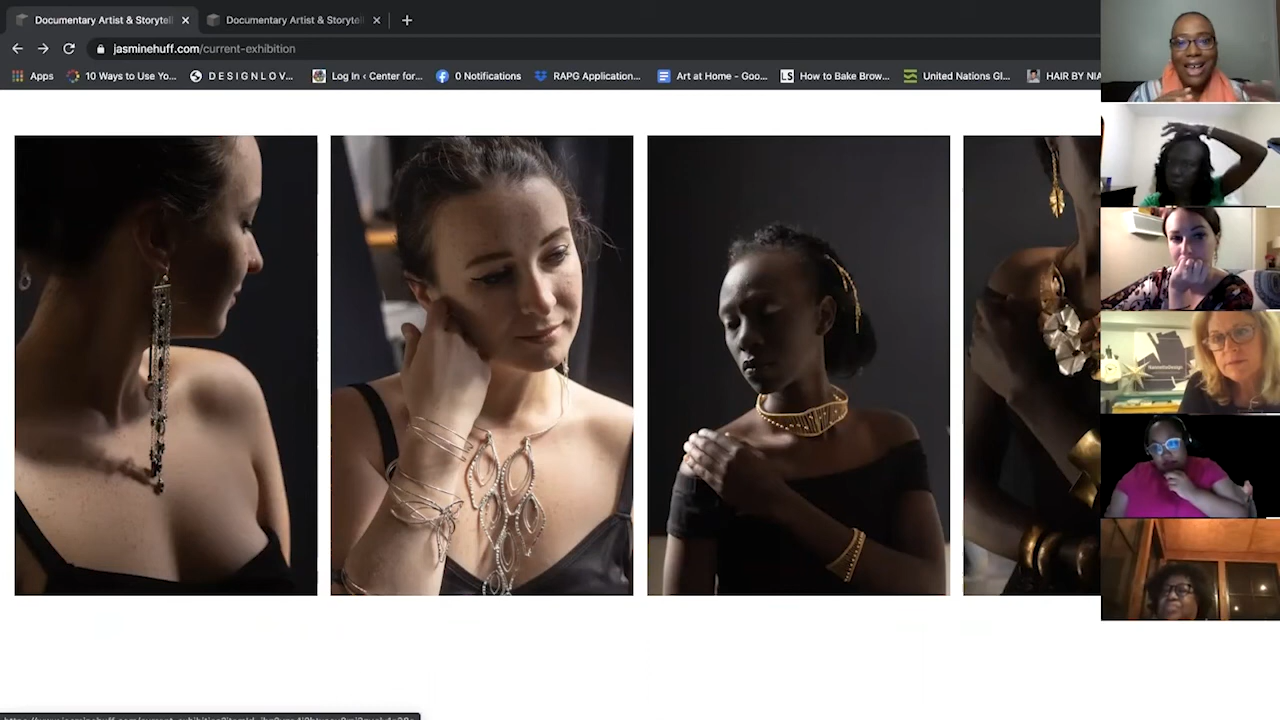 Documentary Artist & Storytell
Documentary Artist & Storytel
jasminehuff.com/current-exhibition
Apps
10 Ways to Use Yo...
D E S I G N L O V...
Log In ‹ Center for...
0 Notifications
RAPG Application...
Art at Home - Goo...
LS
How to Bake Brow...
United Nations Gl...
HAIR BY NIA